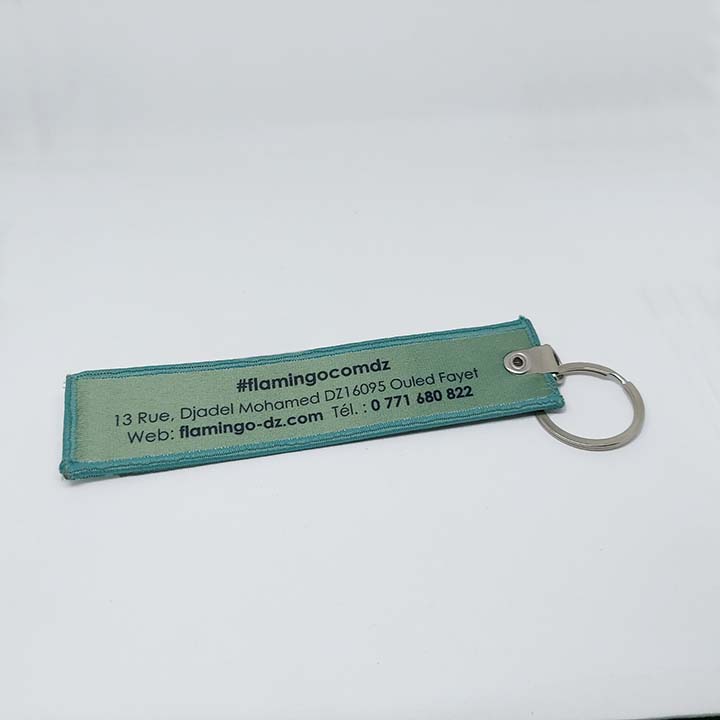 #flamingocomdz
13 Rue, Djadel Mohamed DZ16095 Ouled Fayet
Web: flamingo-dz.com Tél. : 0 771 680 822